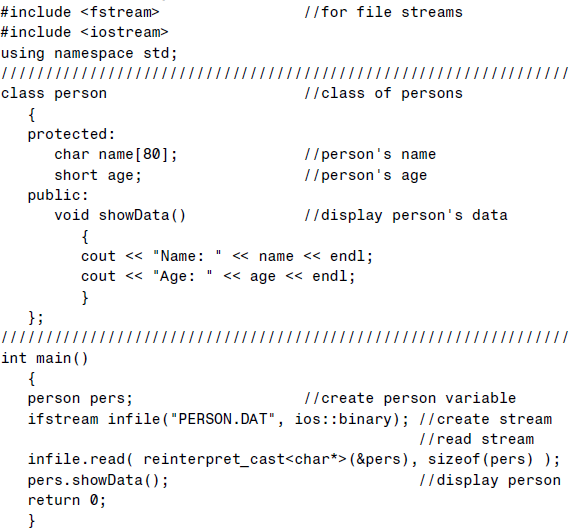 #include <fstream>                //for file streams
#include <iostream>
using namespace std;
////////////////////////////////////////////////////////////////
class person                      //class of persons
   {
   protected:
      char name[80];              //person's name
      short age;                  //person's age
   public:
      void showData()             //display person's data
         {
         cout << "Name: " << name << endl;
         cout << "Age: " << age << endl;
         }
   };
////////////////////////////////////////////////////////////////
int main()
   {
   person pers;                   //create person variable
   ifstream infile("PERSON.DAT", ios::binary); //create stream
                                               //read stream
   infile.read( reinterpret_cast<char*>(&pers), sizeof(pers) );
   pers.showData();                            //display person
   return 0;
   }